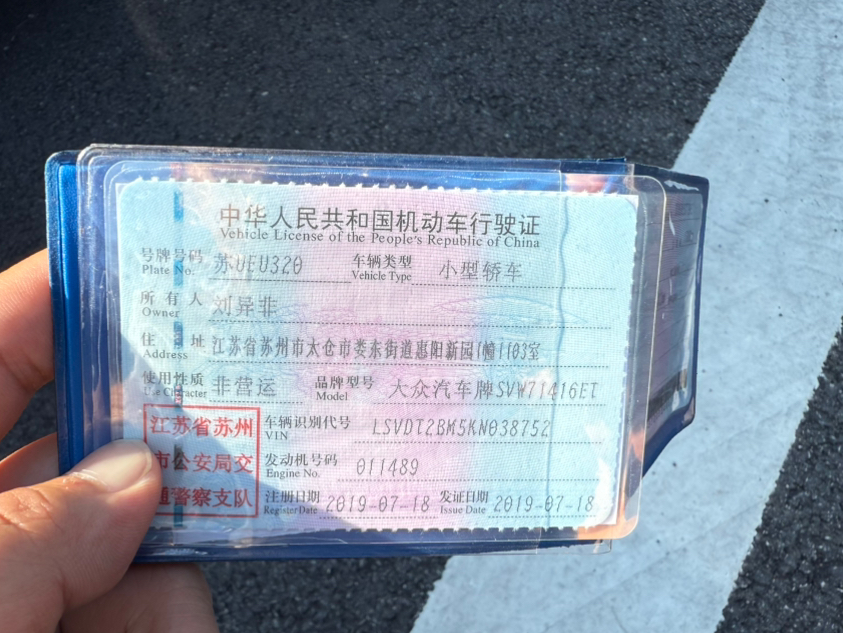 中华人民共和国机动车行驶证
Vehicle License of the People's Republic of China
号牌号码 Plate No. 苏UEU320 车辆类型 Vehicle Type 小型轿车
所有人 Owner 刘异非
住址 Address 江苏省苏州市太仓市娄东街道惠阳新园1幢1103室
使用性质 Use Character 非营运 品牌型号 Model 大众汽车牌SVW71416ET
江苏省苏州
市公安局交
通警察支队
车辆识别代号 VIN LSVDT2BM5KN038752
发动机号码 Engine No. 011489
注册日期 Register Date 2019-07-18 发证日期 Issue Date 2019-07-18